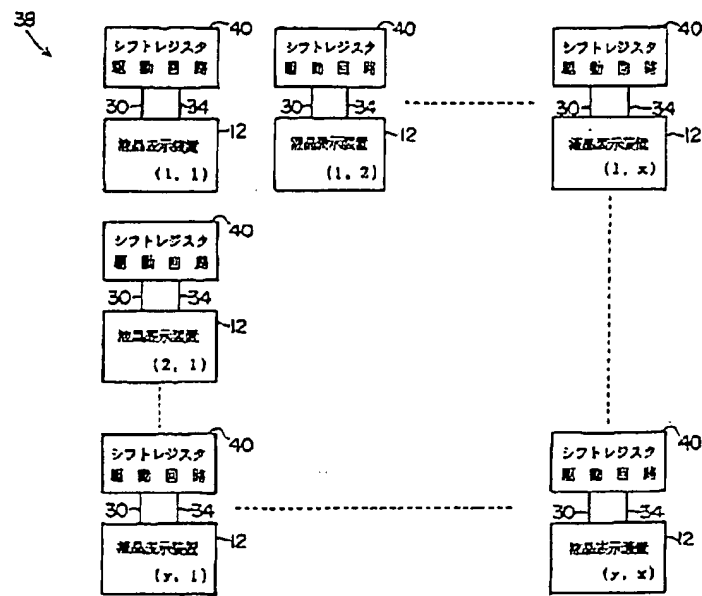 38
40 40 40
シフトレジスタ シフトレジスタ シフトレジスタ
駆動回路 駆動回路 駆動回路
30 34 30 34 30 34
12 12 12
液晶表示装置 液晶表示装置 液晶表示装置
(1, 1) (1, 2) (1, x)
40
シフトレジスタ
駆動回路
30 34
12
液晶表示装置
(2, 1)
40 40
シフトレジスタ シフトレジスタ
駆動回路 駆動回路
30 34 30 34
12 12
液晶表示装置 液晶表示装置
(y, 1) (y, x)